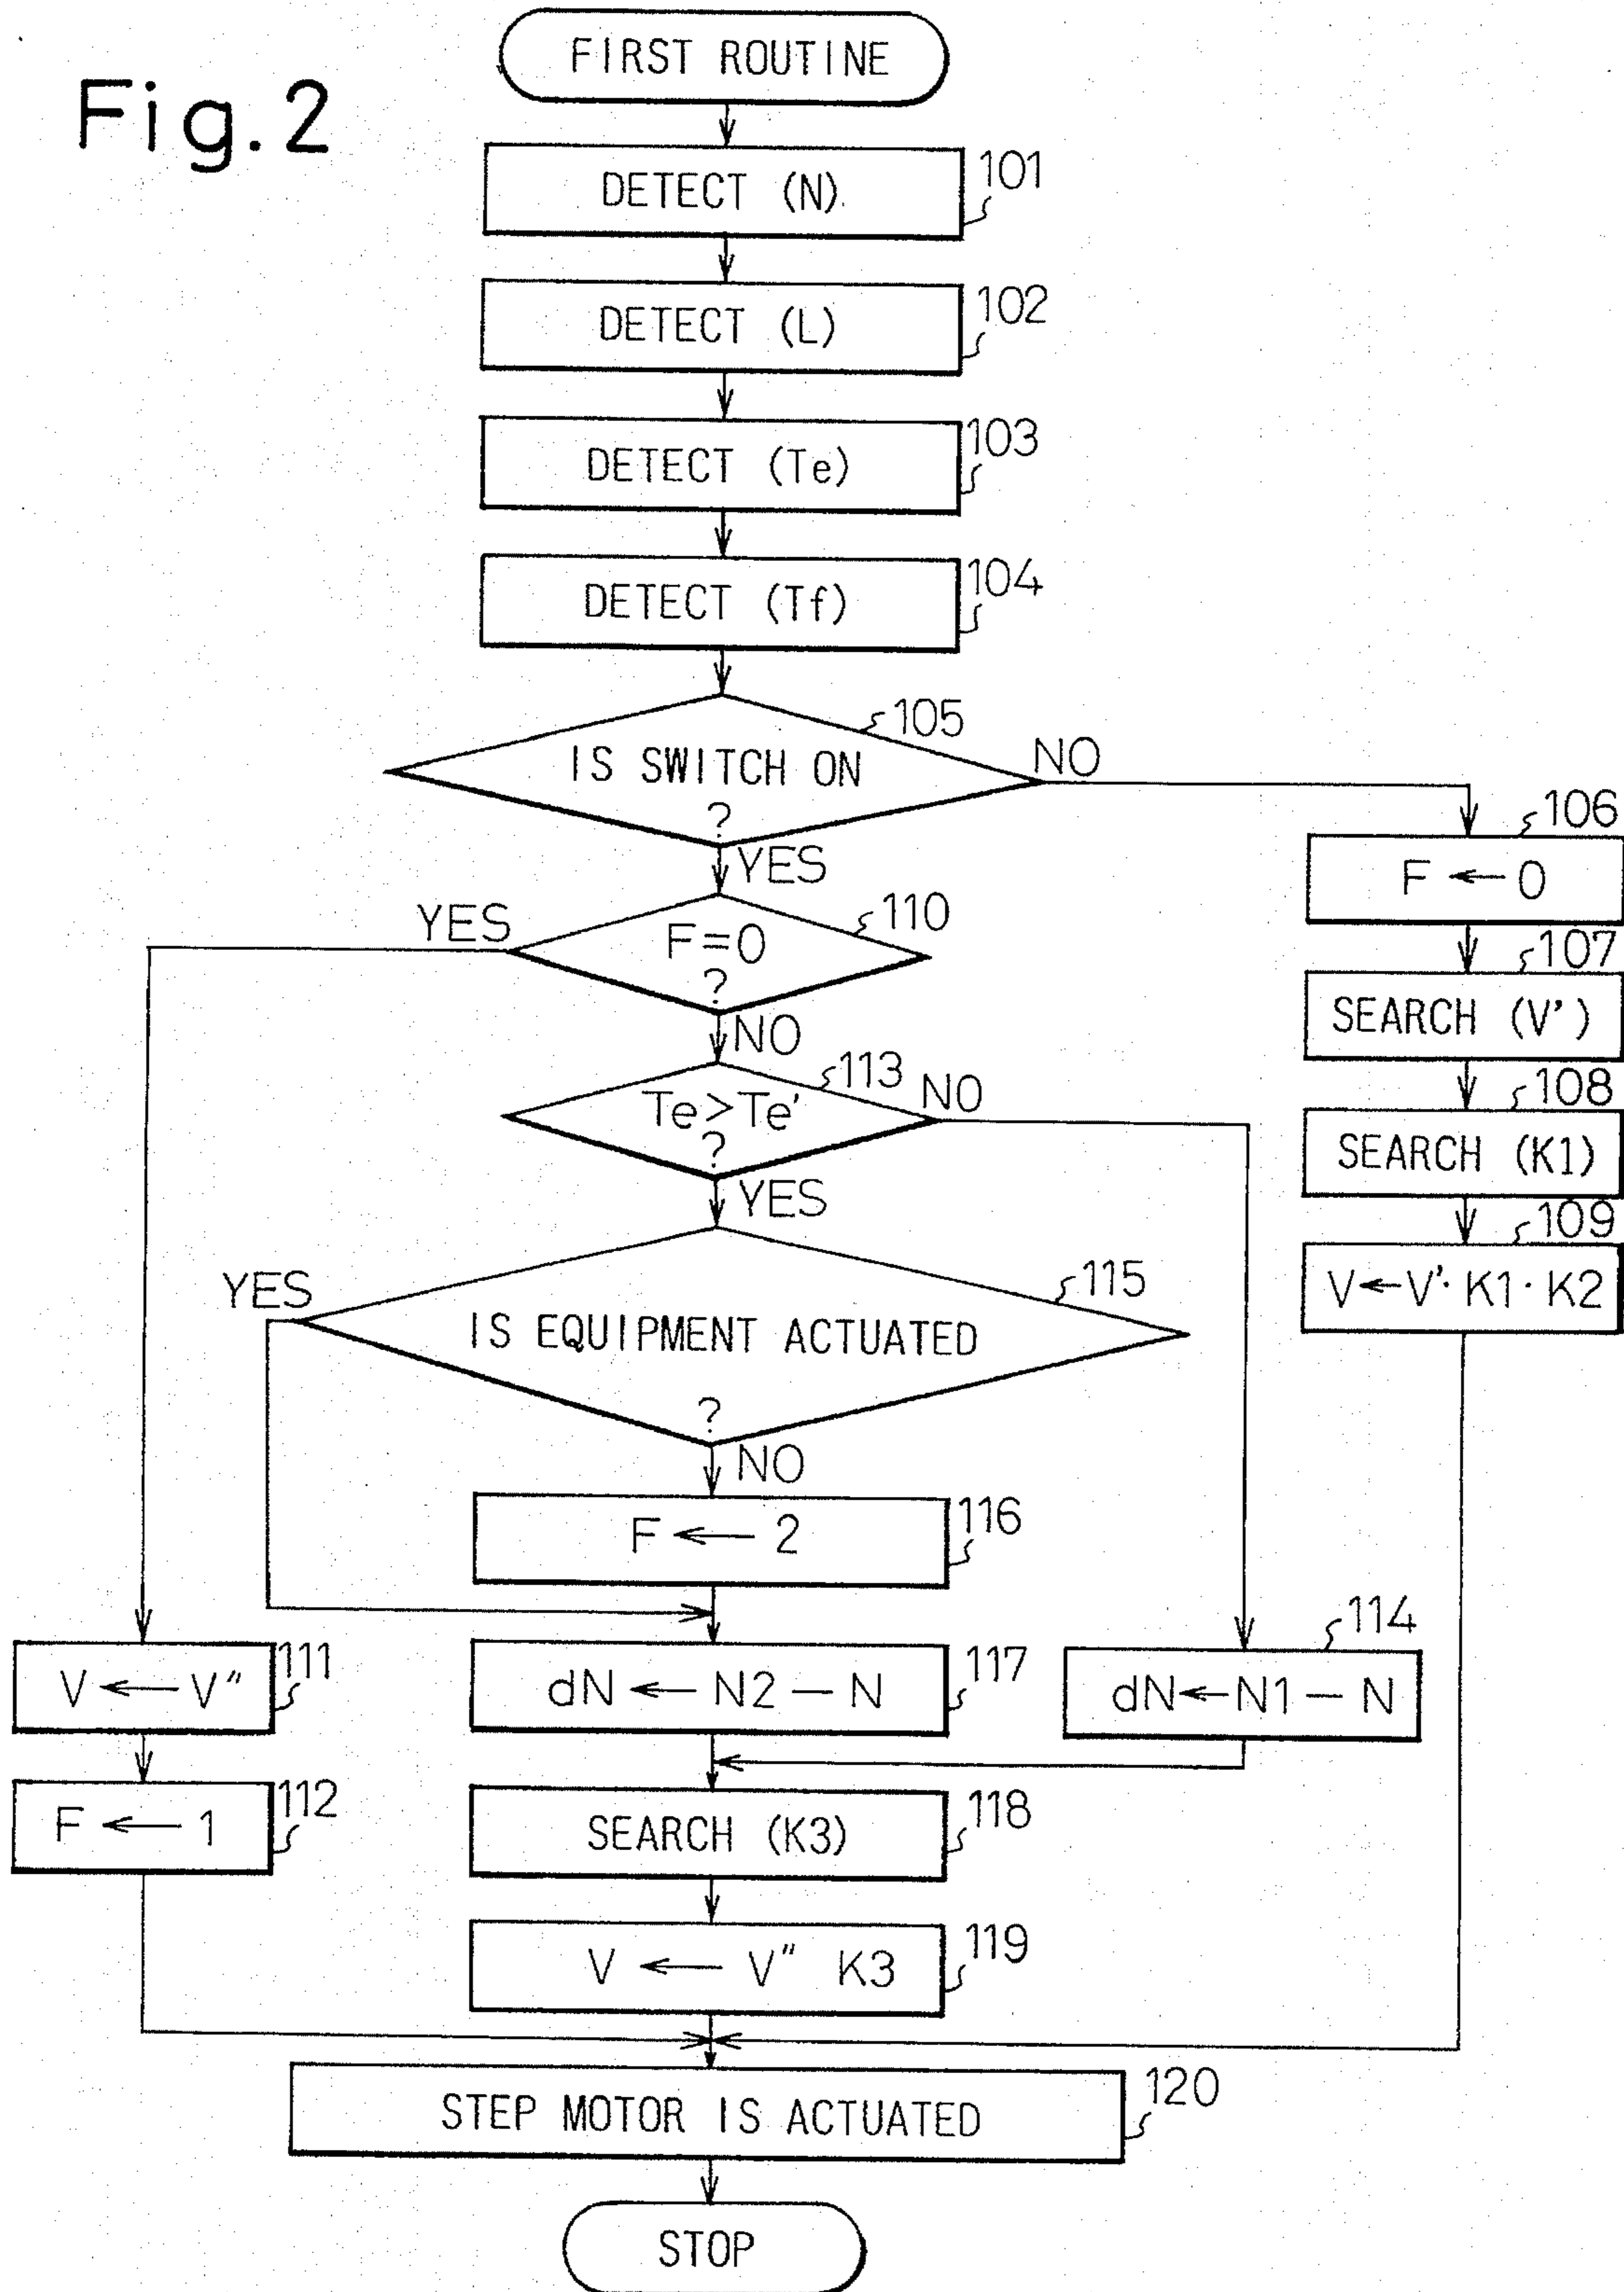 Fig.2
FIRST ROUTINE
DETECT (N)
101
DETECT (L)
102
DETECT (Te)
103
DETECT (Tf)
104
IS SWITCH ON
?
105
NO
YES
106
F ← 0
107
SEARCH (V')
108
SEARCH (K1)
109
V ← V' · K1 · K2
110
F=0
?
YES
NO
113
Te>Te'
?
NO
YES
115
IS EQUIPMENT ACTUATED
?
YES
NO
F ← 2
116
114
dN ← N1 − N
V ← V"
111
dN ← N2 − N
117
F ← 1
112
SEARCH (K3)
118
V ← V" K3
119
STEP MOTOR IS ACTUATED
120
STOP